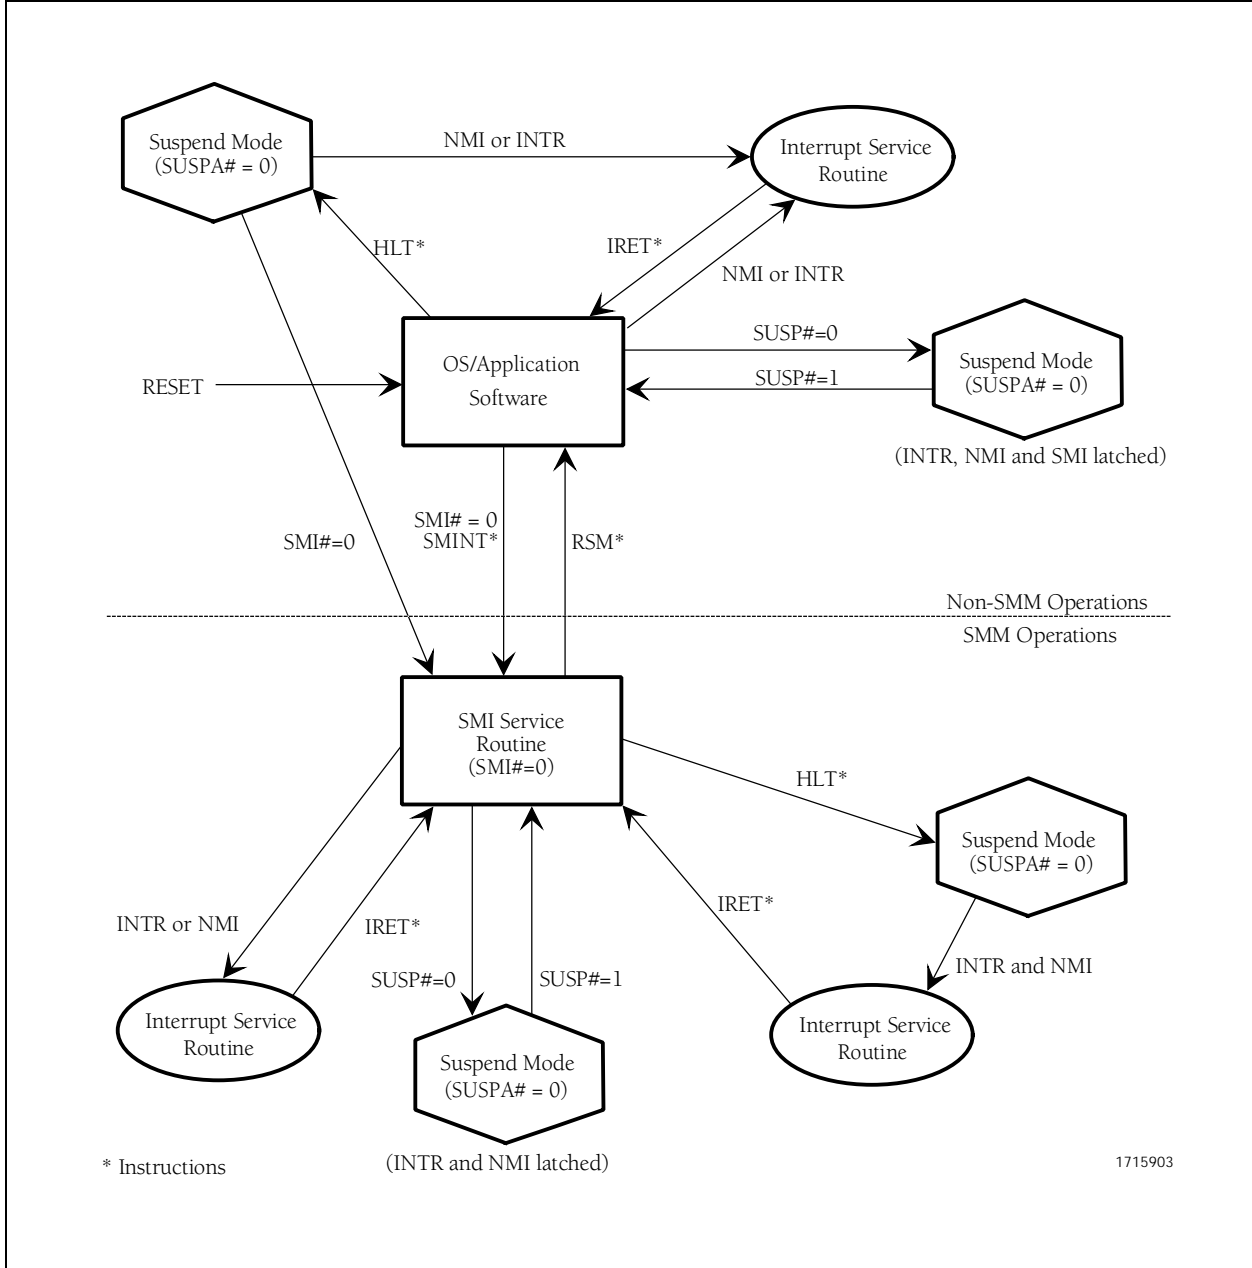 Suspend Mode
(SUSPA# = 0)
NMI or INTR
Interrupt Service
Routine
HLT*
IRET*
NMI or INTR
SUSP#=0
OS/Application
Software
Suspend Mode
(SUSPA# = 0)
RESET
SUSP#=1
(INTR, NMI and SMI latched)
SMI#=0
SMI# = 0
SMINT*
RSM*
Non-SMM Operations
SMM Operations
SMI Service
Routine
(SMI#=0)
HLT*
Suspend Mode
(SUSPA# = 0)
INTR or NMI
IRET*
IRET*
SUSP#=0
SUSP#=1
INTR and NMI
Interrupt Service
Routine
Suspend Mode
(SUSPA# = 0)
Interrupt Service
Routine
* Instructions
(INTR and NMI latched)
1715903